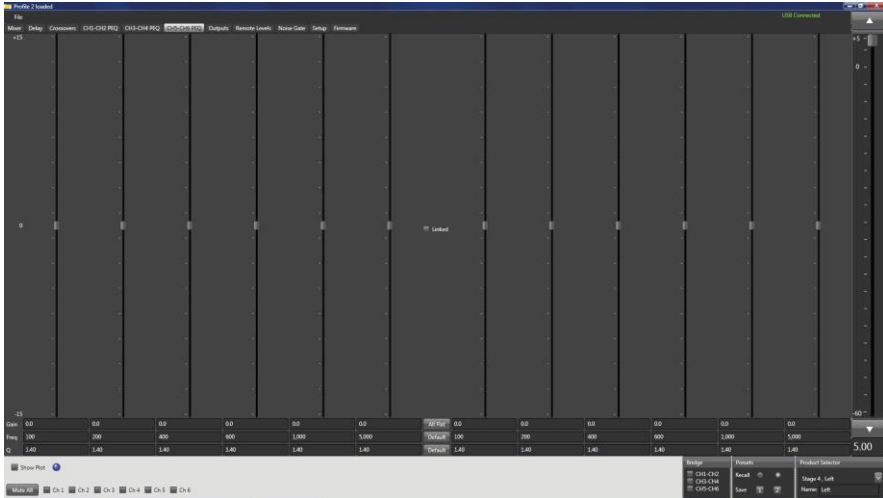 Profile 2 loaded
File
USB Connected
Mixer Delay Crossovers CH1-CH2 PEQ CH3-CH4 PEQ CH5-CH6 PEQ Outputs Remote Levels Noise Gate Setup Firmware
+15
+5
0
0
Linked
-15
-60
Gain 0.0 0.0 0.0 0.0 0.0 0.0 All Flat 0.0 0.0 0.0 0.0 0.0 0.0
Freq 100 200 400 600 1,000 5,000 Default 100 200 400 600 1,000 5,000
Q 1.40 1.40 1.40 1.40 1.40 1.40 Default 1.40 1.40 1.40 1.40 1.40 1.40
5.00
Show Plot
Mute All Ch 1 Ch 2 Ch 3 Ch 4 Ch 5 Ch 6
Bridge
CH1-CH2
CH3-CH4
CH5-CH6
Presets
Recall
Save 1 2
Product Selector
Stage 4 , Left
Name: Left